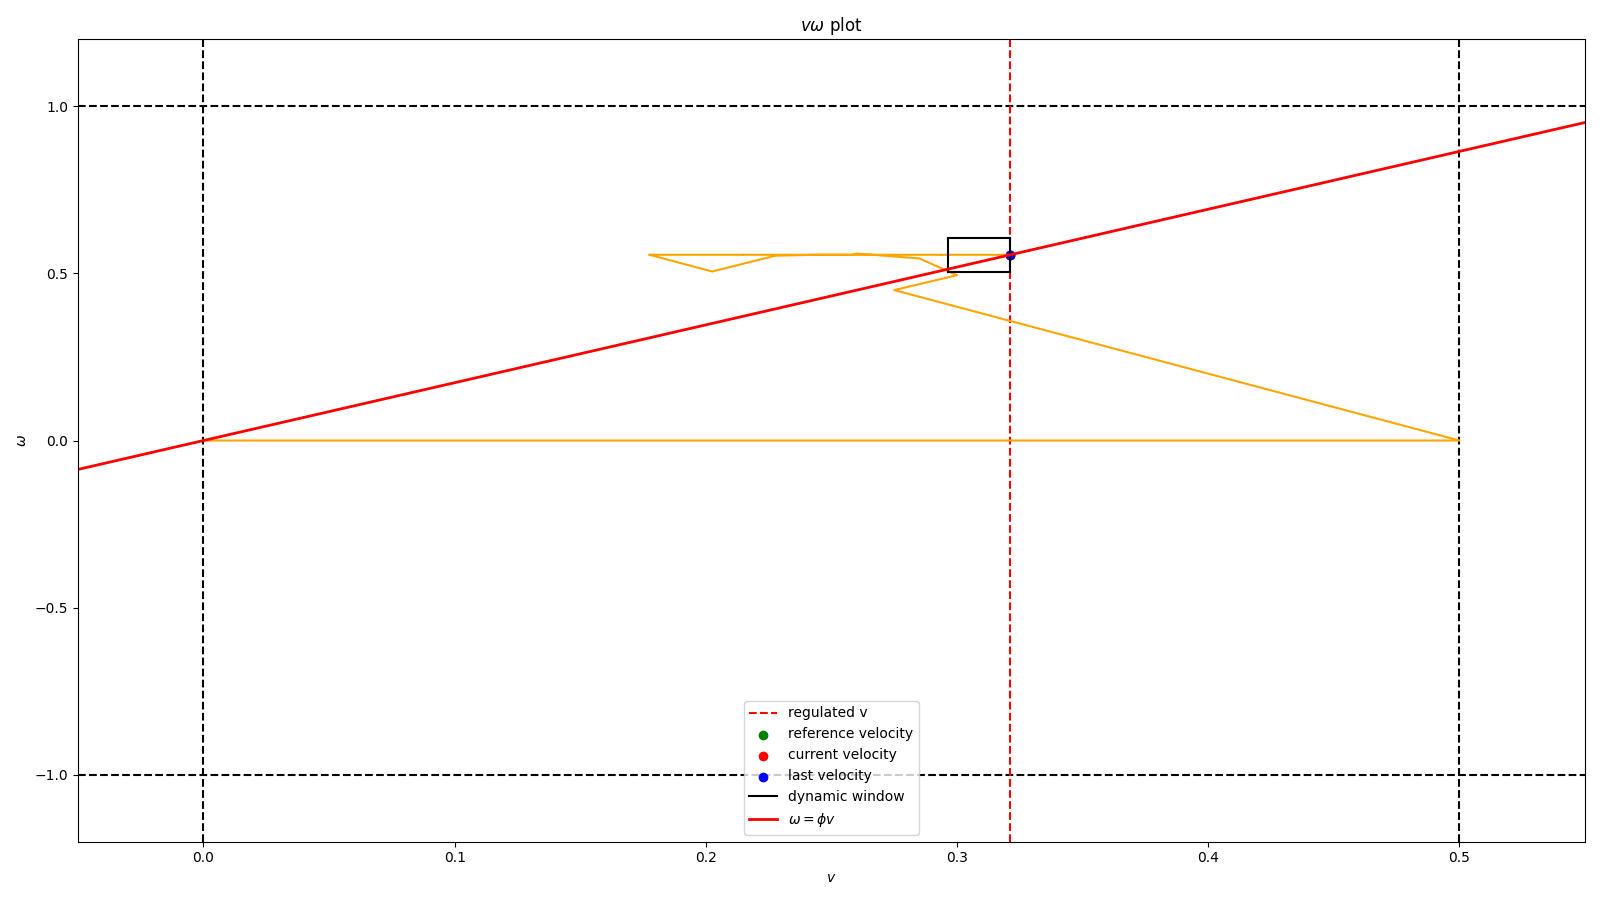 vω plot
1.0
0.5
0.0
−0.5
−1.0
ω
regulated v
reference velocity
current velocity
last velocity
dynamic window
ω = ϕv
0.0 0.1 0.2 0.3 0.4 0.5
v